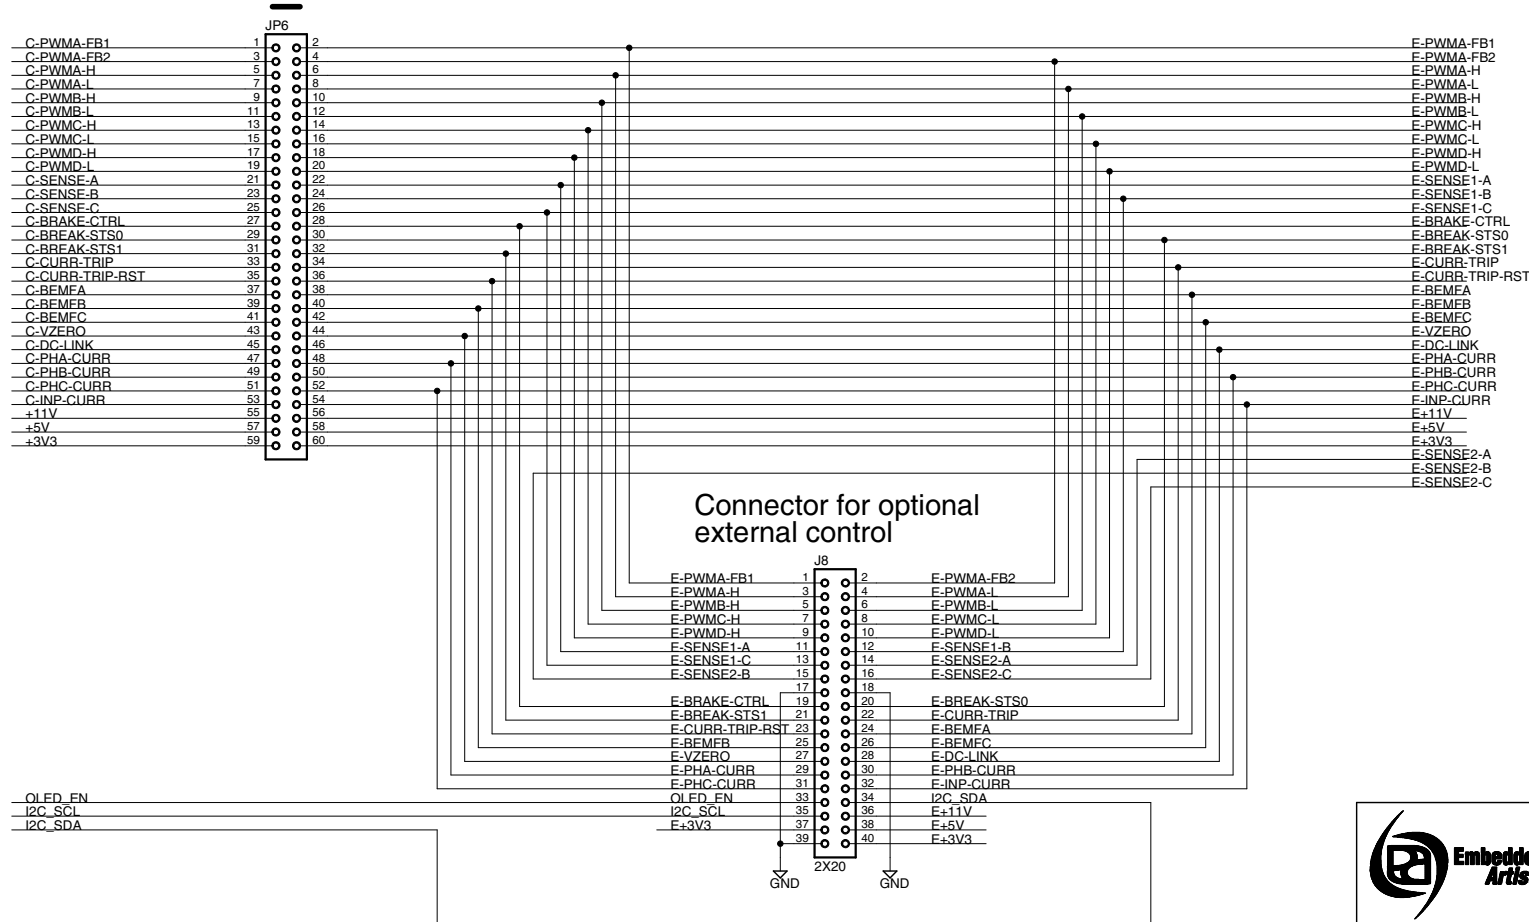 JP6
C-PWMA-FB1 1 2 E-PWMA-FB1
C-PWMA-FB2 3 4 E-PWMA-FB2
C-PWMA-H 5 6 E-PWMA-H
C-PWMA-L 7 8 E-PWMA-L
C-PWMB-H 9 10 E-PWMB-H
C-PWMB-L 11 12 E-PWMB-L
C-PWMC-H 13 14 E-PWMC-H
C-PWMC-L 15 16 E-PWMC-L
C-PWMD-H 17 18 E-PWMD-H
C-PWMD-L 19 20 E-PWMD-L
C-SENSE-A 21 22 E-SENSE1-A
C-SENSE-B 23 24 E-SENSE1-B
C-SENSE-C 25 26 E-SENSE1-C
C-BRAKE-CTRL 27 28 E-BRAKE-CTRL
C-BREAK-STS0 29 30 E-BREAK-STS0
C-BREAK-STS1 31 32 E-BREAK-STS1
C-CURR-TRIP 33 34 E-CURR-TRIP
C-CURR-TRIP-RST 35 36 E-CURR-TRIP-RST
C-BEMFA 37 38 E-BEMFA
C-BEMFB 39 40 E-BEMFB
C-BEMFC 41 42 E-BEMFC
C-VZERO 43 44 E-VZERO
C-DC-LINK 45 46 E-DC-LINK
C-PHA-CURR 47 48 E-PHA-CURR
C-PHB-CURR 49 50 E-PHB-CURR
C-PHC-CURR 51 52 E-PHC-CURR
C-INP-CURR 53 54 E-INP-CURR
+11V 55 56 E+11V
+5V 57 58 E+5V
+3V3 59 60 E+3V3
E-SENSE2-A
E-SENSE2-B
E-SENSE2-C
Connector for optional
external control
J8
E-PWMA-FB1 1 2 E-PWMA-FB2
E-PWMA-H 3 4 E-PWMA-L
E-PWMB-H 5 6 E-PWMB-L
E-PWMC-H 7 8 E-PWMC-L
E-PWMD-H 9 10 E-PWMD-L
E-SENSE1-A 11 12 E-SENSE1-B
E-SENSE1-C 13 14 E-SENSE2-A
E-SENSE2-B 15 16 E-SENSE2-C
17 18
E-BRAKE-CTRL 19 20 E-BREAK-STS0
E-BREAK-STS1 21 22 E-CURR-TRIP
E-CURR-TRIP-RST 23 24 E-BEMFA
E-BEMFB 25 26 E-BEMFC
E-VZERO 27 28 E-DC-LINK
E-PHA-CURR 29 30 E-PHB-CURR
E-PHC-CURR 31 32 E-INP-CURR
OLED_EN OLED_EN 33 34 I2C_SDA
I2C_SCL I2C_SCL 35 36 E+11V
I2C_SDA E+3V3 37 38 E+5V
39 40 E+3V3
2X20
GND GND
Embedde
Artis